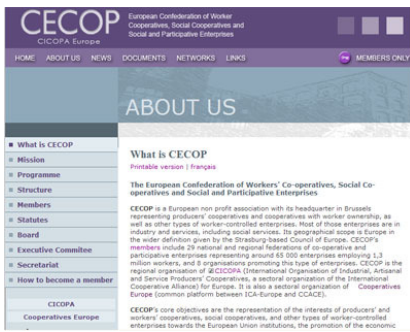 CECOP
CICOPA Europe
European Confederation of Worker
Cooperatives, Social Cooperatives and
Social and Participative Enterprises
HOME ABOUT US NEWS DOCUMENTS NETWORKS LINKS MEMBERS ONLY
ABOUT US
What is CECOP
Mission
Programme
Structure
Members
Statutes
Board
Executive Commitee
Secretariat
How to become a member
CICOPA
Cooperatives Europe
What is CECOP
Printable version | français
The European Confederation of Workers' Co-operatives, Social Co-
operatives and Social and Participative Enterprises
CECOP is a European non profit association with its headquarter in Brussels
representing producers' cooperatives and cooperatives with worker ownership, as
well as other types of worker-controlled enterprises. Most of those enterprises are in
industry and services, including social services. Its geographical scope is Europe in
the wider definition given by the Strasburg-based Council of Europe. CECOP's
members include 29 national and regional federations of co-operative and
participative enterprises representing around 65 000 enterprises employing 1,3
million workers, and 8 organisations promoting this type of enterprises. CECOP is the
regional organisation of CICOPA (International Organisation of Industrial, Artisanal
and Service Producers' Cooperatives, a sectoral organization of the International
Cooperative Alliance) for Europe. It is also a sectoral organization of Cooperatives
Europe (common platform between ICA-Europe and CCACE).
CECOP's core objectives are the representation of interests of producers' and
workers' cooperatives, social cooperatives, and other types of worker-controlled
enterprises towards the European Union institutions, the promotion of the economic